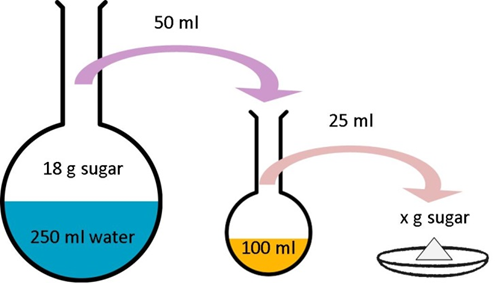 50 ml
18 g sugar
250 ml water
25 ml
100 ml
x g sugar